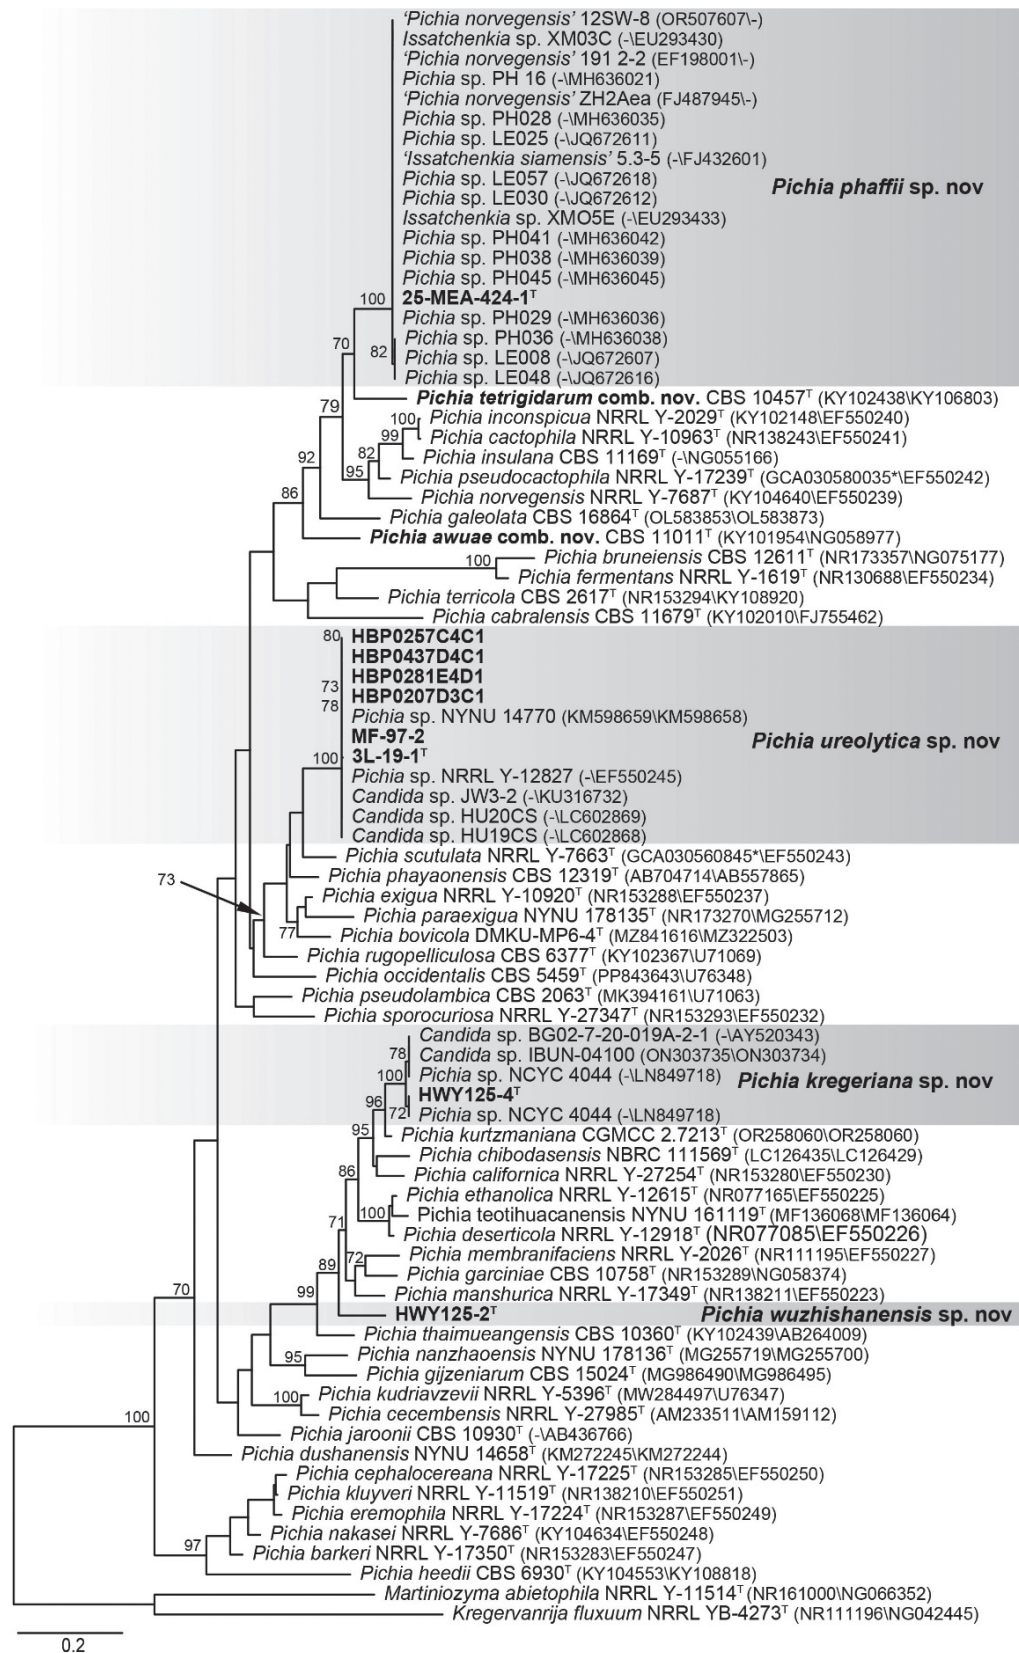 'Pichia norvegensis' 12SW-8 (OR507607\-)
Issatchenkia sp. XM03C (-\EU293430)
'Pichia norvegensis' 191 2-2 (EF198001\-)
Pichia sp. PH 16 (-\MH636021)
'Pichia norvegensis' ZH2Aea (FJ487945\-)
Pichia sp. PH028 (-\MH636035)
Pichia sp. LE025 (-\JQ672611)
'Issatchenkia siamensis' 5.3-5 (-\FJ432601)
Pichia sp. LE057 (-\JQ672618)
Pichia phaffii sp. nov
Pichia sp. LE030 (-\JQ672612)
Issatchenkia sp. XMO5E (-\EU293433)
Pichia sp. PH041 (-\MH636042)
Pichia sp. PH038 (-\MH636039)
Pichia sp. PH045 (-\MH636045)
100 25-MEA-424-1T
Pichia sp. PH029 (-\MH636036)
70 Pichia sp. PH036 (-\MH636038)
82 Pichia sp. LE008 (-\JQ672607)
Pichia sp. LE048 (-\JQ672616)
Pichia tetrigidarum comb. nov. CBS 10457T (KY102438\KY106803)
79 100 Pichia inconspicua NRRL Y-2029T (KY102148\EF550240)
99 Pichia cactophila NRRL Y-10963T (NR138243\EF550241)
92 82 Pichia insulana CBS 11169T (-\NG055166)
95 Pichia pseudocactophila NRRL Y-17239T (GCA030580035*\EF550242)
86 Pichia norvegensis NRRL Y-7687T (KY104640\EF550239)
Pichia galeolata CBS 16864T (OL583853\OL583873)
Pichia awuae comb. nov. CBS 11011T (KY101954\NG058977)
100 Pichia bruneiensis CBS 12611T (NR173357\NG075177)
Pichia fermentans NRRL Y-1619T (NR130688\EF550234)
Pichia terricola CBS 2617T (NR153294\KY108920)
Pichia cabralensis CBS 11679T (KY102010\FJ755462)
80 HBP0257C4C1
HBP0437D4C1
73 HBP0281E4D1
78 HBP0207D3C1
Pichia sp. NYNU 14770 (KM598659\KM598658)
MF-97-2
Pichia ureolytica sp. nov
100 3L-19-1T
Pichia sp. NRRL Y-12827 (-\EF550245)
Candida sp. JW3-2 (-\KU316732)
Candida sp. HU20CS (-\LC602869)
Candida sp. HU19CS (-\LC602868)
Pichia scutulata NRRL Y-7663T (GCA030560845*\EF550243)
73 Pichia phayaonensis CBS 12319T (AB704714\AB557865)
Pichia exigua NRRL Y-10920T (NR153288\EF550237)
Pichia paraexigua NYNU 178135T (NR173270\MG255712)
77 Pichia bovicola DMKU-MP6-4T (MZ841616\MZ322503)
Pichia rugopelliculosa CBS 6377T (KY102367\U71069)
Pichia occidentalis CBS 5459T (PP843643\U76348)
Pichia pseudolambica CBS 2063T (MK394161\U71063)
Pichia sporocuriosa NRRL Y-27347T (NR153293\EF550232)
Candida sp. BG02-7-20-019A-2-1 (-\AY520343)
78 Candida sp. IBUN-04100 (ON303735\ON303734)
100 Pichia sp. NCYC 4044 (-\LN849718)
Pichia kregeriana sp. nov
96 HWY125-4T
72 Pichia sp. NCYC 4044 (-\LN849718)
95 Pichia kurtzmaniana CGMCC 2.7213T (OR258060\OR258060)
Pichia chibodasensis NBRC 111569T (LC126435\LC126429)
86 Pichia californica NRRL Y-27254T (NR153280\EF550230)
Pichia ethanolica NRRL Y-12615T (NR077165\EF550225)
100 Pichia teotihuacanensis NYNU 161119T (MF136068\MF136064)
71 Pichia deserticola NRRL Y-12918T (NR077085\EF550226)
72 Pichia membranifaciens NRRL Y-2026T (NR111195\EF550227)
89 Pichia garciniae CBS 10758T (NR153289\NG058374)
99 Pichia manshurica NRRL Y-17349T (NR138211\EF550223)
70 HWY125-2T Pichia wuzhishanensis sp. nov
Pichia thaimueangensis CBS 10360T (KY102439\AB264009)
95 Pichia nanzhaoensis NYNU 178136T (MG255719\MG255700)
Pichia gijzeniarum CBS 15024T (MG986490\MG986495)
100 Pichia kudriavzevii NRRL Y-5396T (MW284497\U76347)
100 Pichia cecembensis NRRL Y-27985T (AM233511\AM159112)
Pichia jaroonii CBS 10930T (-\AB436766)
Pichia dushanensis NYNU 14658T (KM272245\KM272244)
Pichia cephalocereana NRRL Y-17225T (NR153285\EF550250)
Pichia kluyveri NRRL Y-11519T (NR138210\EF550251)
Pichia eremophila NRRL Y-17224T (NR153287\EF550249)
Pichia nakasei NRRL Y-7686T (KY104634\EF550248)
97 Pichia barkeri NRRL Y-17350T (NR153283\EF550247)
Pichia heedii CBS 6930T (KY104553\KY108818)
Martiniozyma abietophila NRRL Y-11514T (NR161000\NG066352)
Kregervanrija fluxuum NRRL YB-4273T (NR111196\NG042445)
0.2